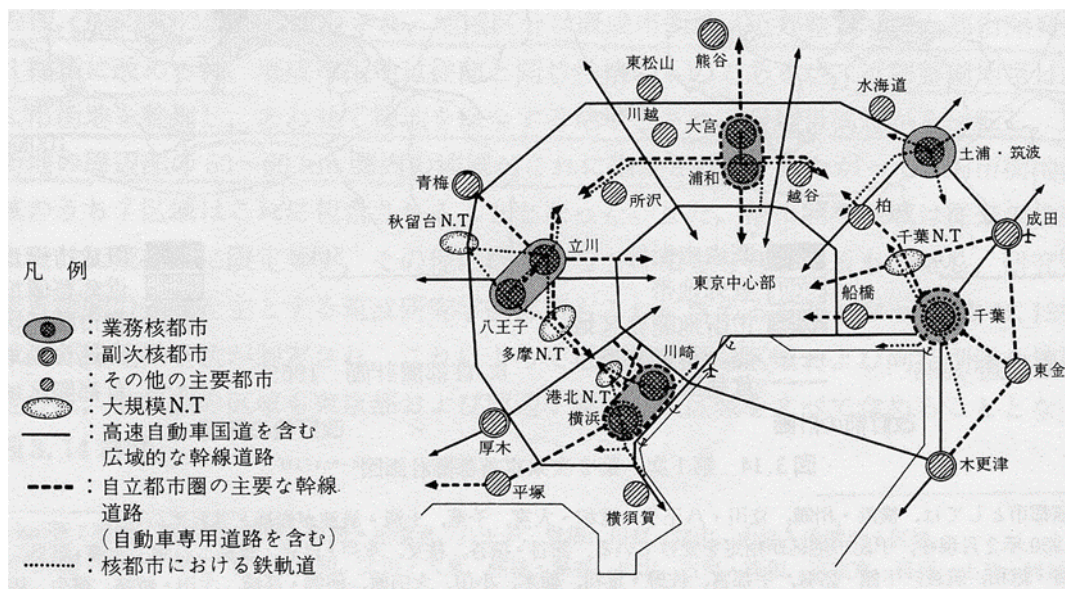 熊谷
東松山
川越
大宮
浦和
水海道
土浦・筑波
青梅
所沢
越谷
柏
成田
秋留台N.T
立川
千葉N.T
東京中心部
船橋
千葉
八王子
多摩N.T
川崎
港北N.T
横浜
東金
厚木
木更津
平塚
横須賀
凡 例
：業務核都市
：副次核都市
：その他の主要都市
：大規模N.T
：高速自動車国道を含む
広域的な幹線道路
：自立都市圏の主要な幹線
道路
（自動車専用道路を含む）
：核都市における鉄軌道